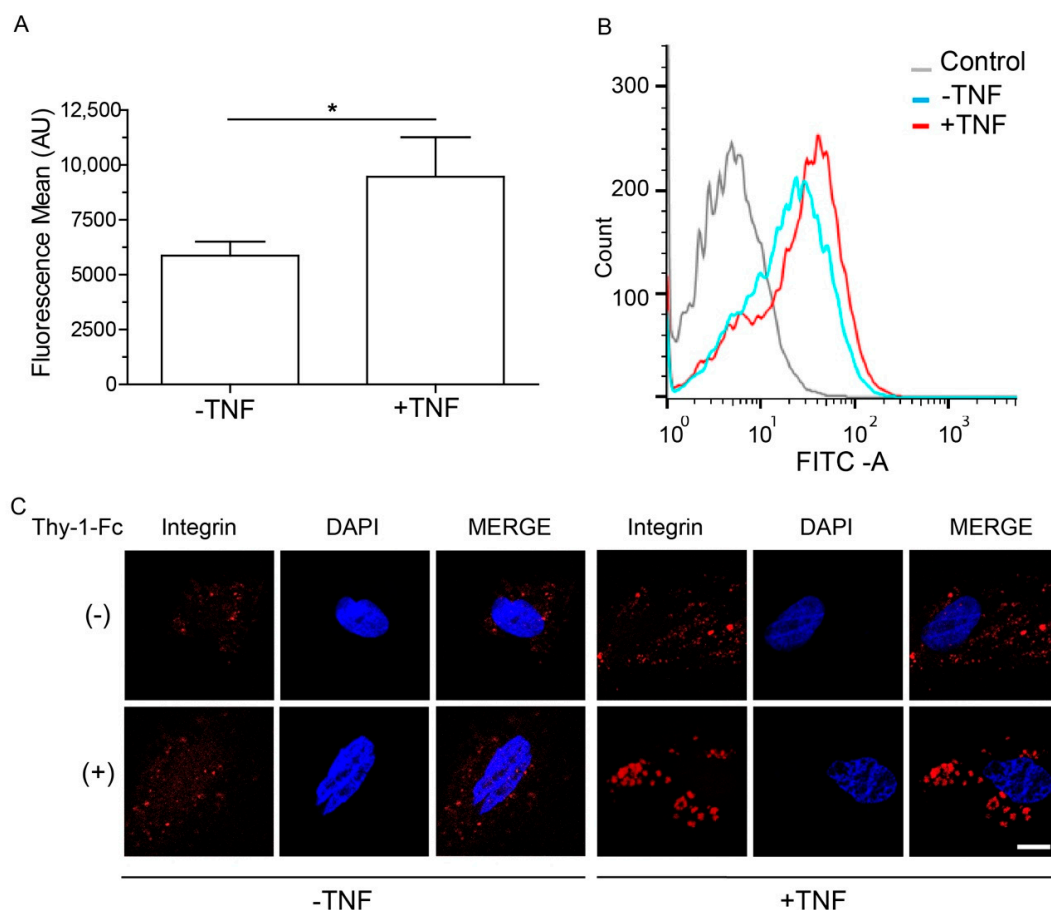 A
Fluorescence Mean (AU)
12,500
10,000
7500
5000
2500
0
*
-TNF
+TNF
B
Count
300
200
100
0
Control
-TNF
+TNF
10⁰
10¹
10²
10³
FITC -A
C
Thy-1-Fc
Integrin
DAPI
MERGE
Integrin
DAPI
MERGE
(-)
(+)
-TNF
+TNF